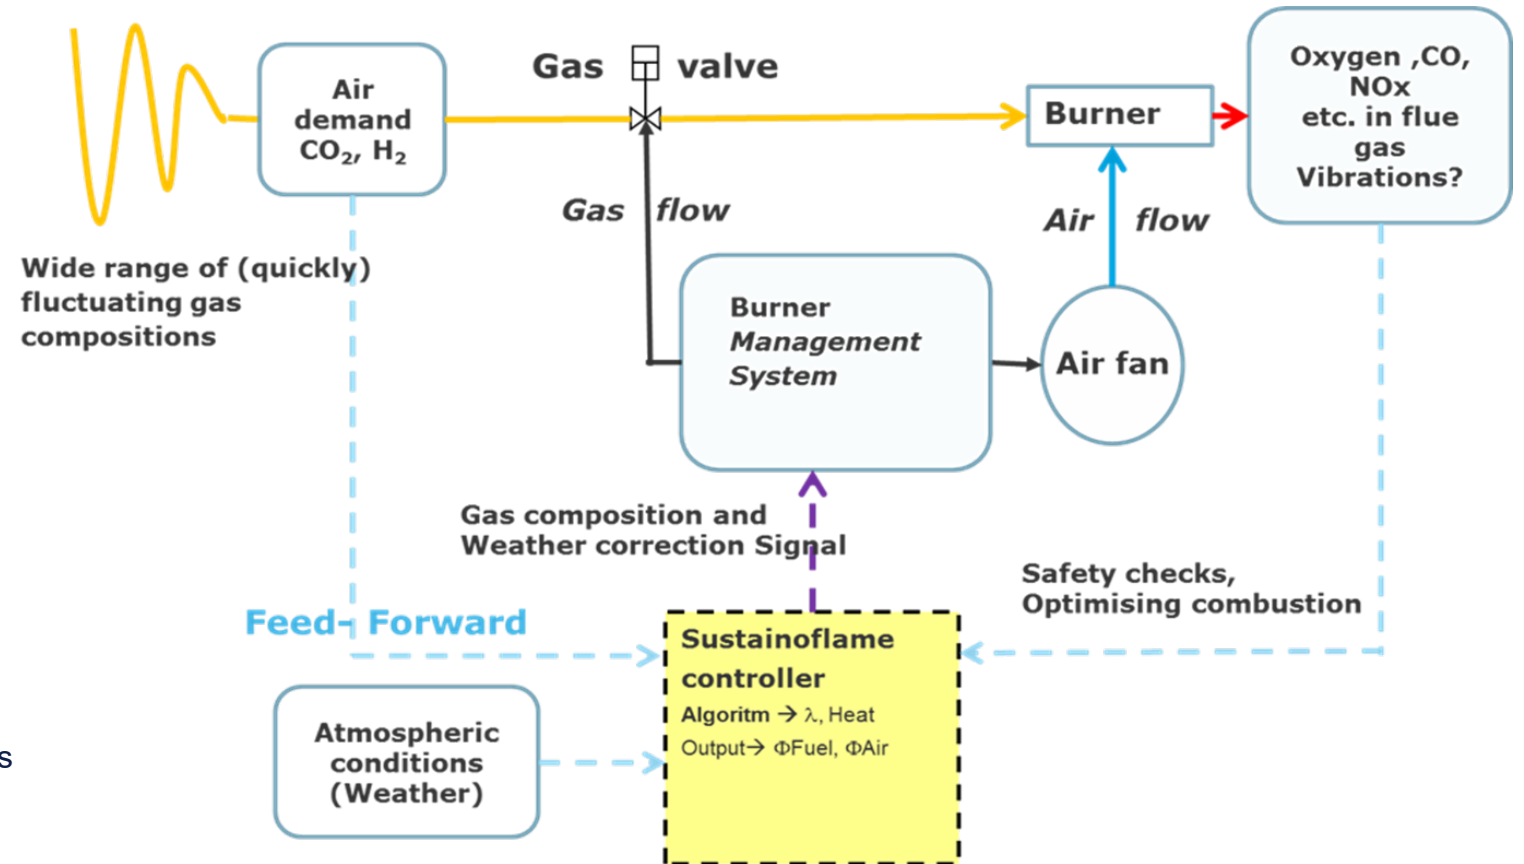 Air
demand
CO₂, H₂
Gas valve
Burner
Oxygen ,CO,
NOx
etc. in flue
gas
Vibrations?
Gas flow
Air flow
Wide range of (quickly)
fluctuating gas
compositions
Burner
Management
System
Air fan
Gas composition and
Weather correction Signal
Safety checks,
Optimising combustion
Feed- Forward
Sustainoflame
controller
Algoritm → λ, Heat
Output→ ΦFuel, ΦAir
Atmospheric
conditions
(Weather)
s